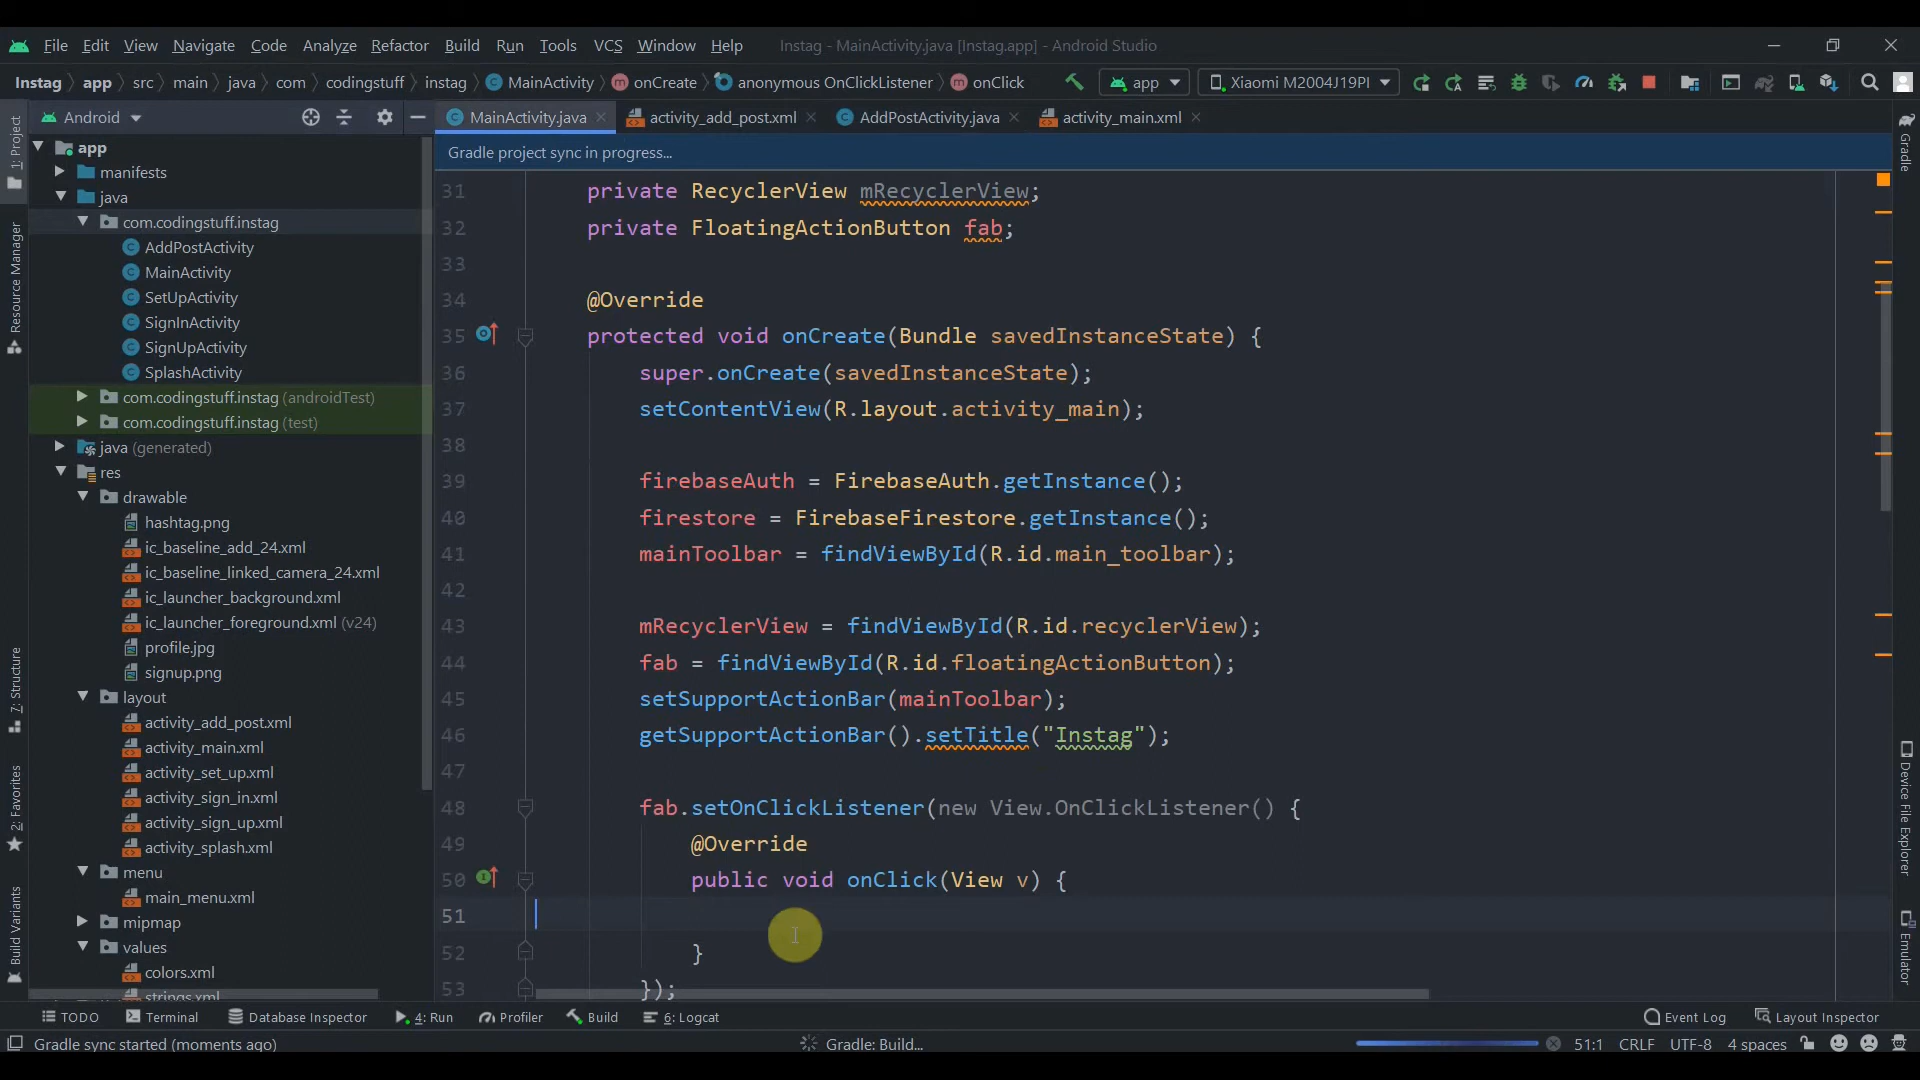 File Edit View Navigate Code Analyze Refactor Build Run Tools VCS Window Help Instag - MainActivity.java [Instag.app] - Android Studio
Instag app src main java com codingstuff instag MainActivity onCreate anonymous OnClickListener onClick app Xiaomi M2004J19PI
Android MainActivity.java activity_add_post.xml AddPostActivity.java activity_main.xml
Gradle project sync in progress...
1: Project
Resource Manager
7: Structure
2: Favorites
Build Variants
app
manifests
java
com.codingstuff.instag
AddPostActivity
MainActivity
SetUpActivity
SignInActivity
SignUpActivity
SplashActivity
com.codingstuff.instag (androidTest)
com.codingstuff.instag (test)
java (generated)
res
drawable
hashtag.png
ic_baseline_add_24.xml
ic_baseline_linked_camera_24.xml
ic_launcher_background.xml
ic_launcher_foreground.xml (v24)
profile.jpg
signup.png
layout
activity_add_post.xml
activity_main.xml
activity_set_up.xml
activity_sign_in.xml
activity_sign_up.xml
activity_splash.xml
menu
main_menu.xml
mipmap
values
colors.xml
strings.xml
31 private RecyclerView mRecyclerView;
32 private FloatingActionButton fab;
33
34 @Override
35 protected void onCreate(Bundle savedInstanceState) {
36 super.onCreate(savedInstanceState);
37 setContentView(R.layout.activity_main);
38
39 firebaseAuth = FirebaseAuth.getInstance();
40 firestore = FirebaseFirestore.getInstance();
41 mainToolbar = findViewById(R.id.main_toolbar);
42
43 mRecyclerView = findViewById(R.id.recyclerView);
44 fab = findViewById(R.id.floatingActionButton);
45 setSupportActionBar(mainToolbar);
46 getSupportActionBar().setTitle("Instag");
47
48 fab.setOnClickListener(new View.OnClickListener() {
49 @Override
50 public void onClick(View v) {
51
52 }
53 });
Gradle
Device File Explorer
Emulator
TODO Terminal Database Inspector 4: Run Profiler Build 6: Logcat Event Log Layout Inspector
Gradle sync started (moments ago) Gradle: Build... 51:1 CRLF UTF-8 4 spaces